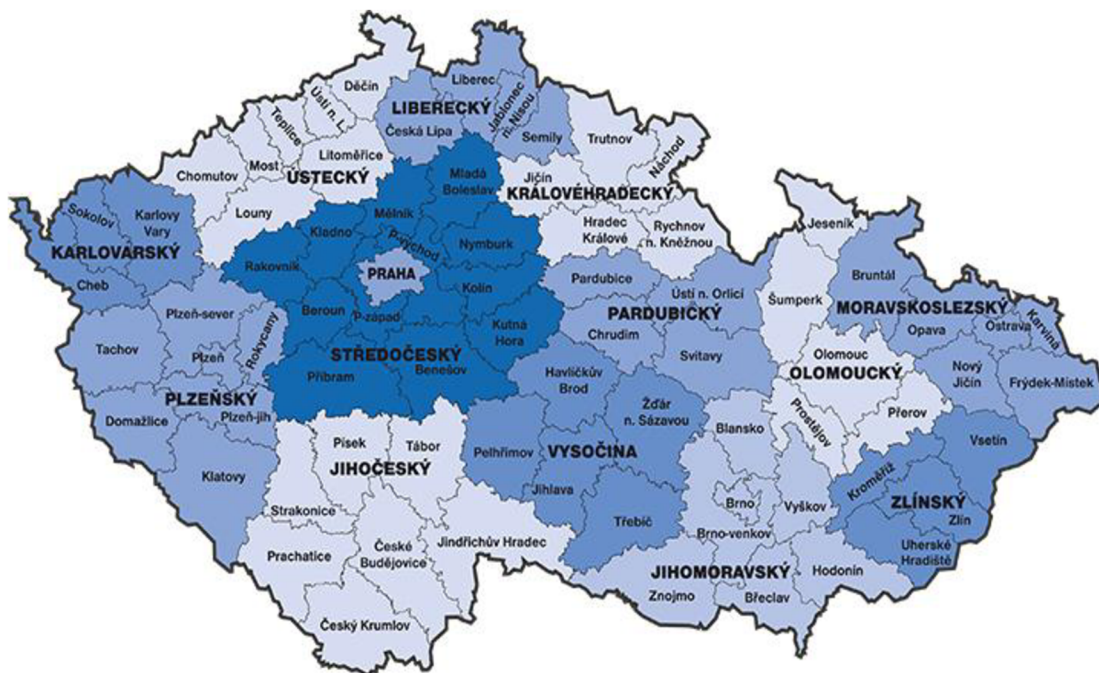 Děčín
Ústí n. L.
Teplice
Most
Chomutov
Litoměřice
ÚSTECKÝ
Louny
Liberec
LIBERECKÝ
Jablonec
n. Nisou
Česká Lípa
Semily
Trutnov
Náchod
Jičín
KRÁLOVÉHRADECKÝ
Hradec
Králové
Rychnov
n. Kněžnou
Sokolov
Karlovy
Vary
KARLOVARSKÝ
Cheb
Mladá
Boleslav
Mělník
Kladno
P-východ
Nymburk
Rakovník
PRAHA
Kolín
Beroun
P-západ
Kutná
Hora
STŘEDOČESKÝ
Příbram
Benešov
Plzeň-sever
Rokycany
Tachov
Plzeň
PLZEŇSKÝ
Plzeň-jih
Domažlice
Klatovy
Pardubice
Ústí n. Orlicí
PARDUBICKÝ
Chrudim
Svitavy
Jeseník
Šumperk
Olomouc
OLOMOUCKÝ
Prostějov
Přerov
Bruntál
MORAVSKOSLEZSKÝ
Opava
Ostrava
Karviná
Nový
Jičín
Frýdek-Místek
Havlíčkův
Brod
Žďár
n. Sázavou
Pelhřimov
VYSOČINA
Jihlava
Třebíč
Písek
Tábor
JIHOČESKÝ
Strakonice
Jindřichův Hradec
Prachatice
České
Budějovice
Český Krumlov
Blansko
Brno
Vyškov
Brno-venkov
JIHOMORAVSKÝ
Hodonín
Znojmo
Břeclav
Vsetín
Kroměříž
ZLÍNSKÝ
Zlín
Uherské
Hradiště